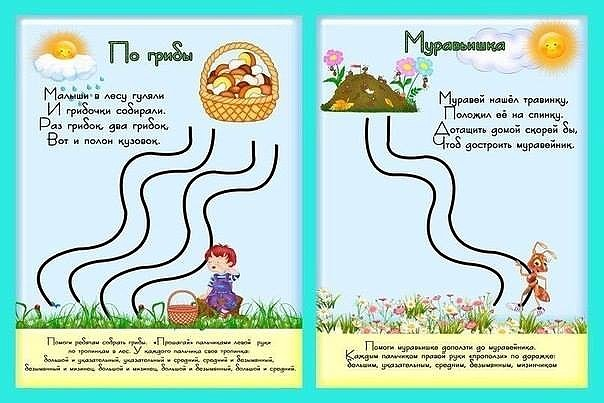 По грибы
Малыши в лесу гуляли
И грибочки собирали.
Раз грибок, два грибок,
Вот и полон кузовок.
Помоги ребятам собрать грибы. «Прошагай» пальчиками левой руки
по тропинкам в лес. У каждого пальчика своя тропинка:
большой и указательный, указательный и средний, средний и безымянный,
безымянный и мизинец, большой и мизинец, большой и безымянный, большой и средний.
Муравьишка
Муравей нашёл травинку,
Положил её на спинку.
Дотащить домой скорей бы,
Чтоб достроить муравейник.
Помоги муравьишке доползти до муравейника.
Каждым пальчиком правой руки «проползи» по дорожке:
большим, указательным, средним, безымянным, мизинчиком